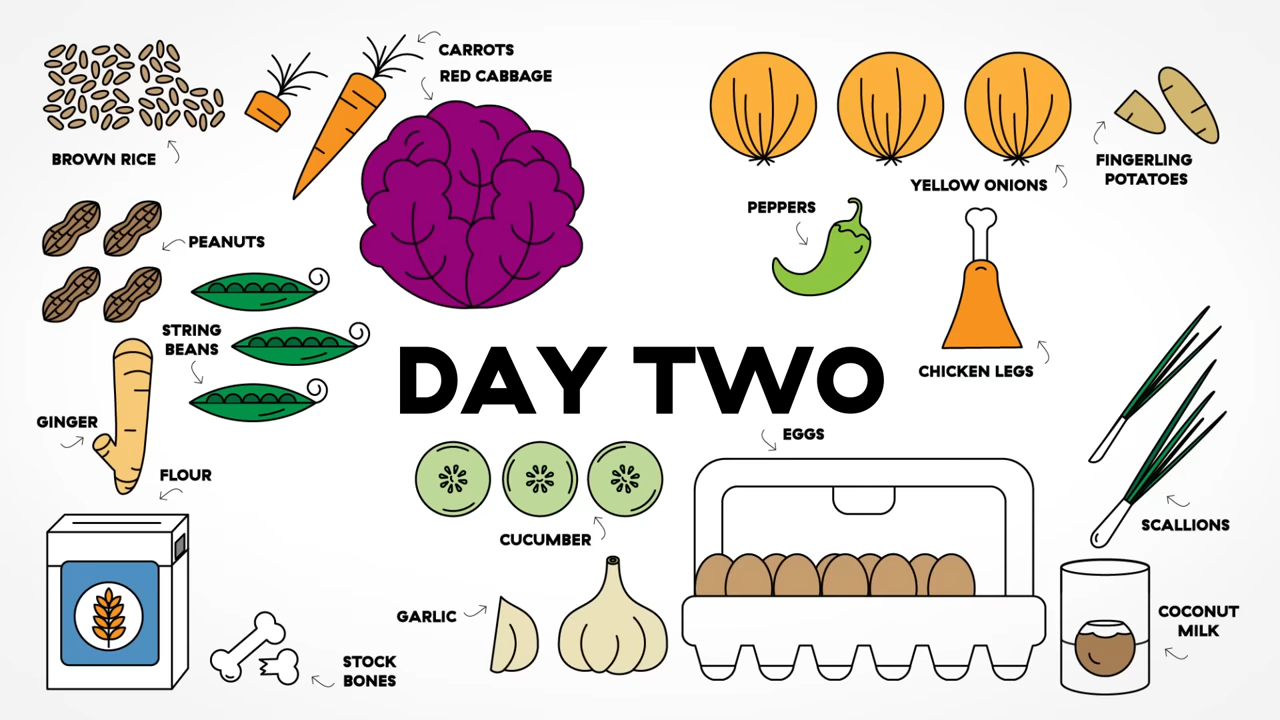 CARROTS
RED CABBAGE
BROWN RICE
FINGERLING
POTATOES
YELLOW ONIONS
PEPPERS
PEANUTS
STRING
BEANS
DAY TWO
CHICKEN LEGS
GINGER
EGGS
FLOUR
CUCUMBER
SCALLIONS
GARLIC
COCONUT
MILK
STOCK
BONES